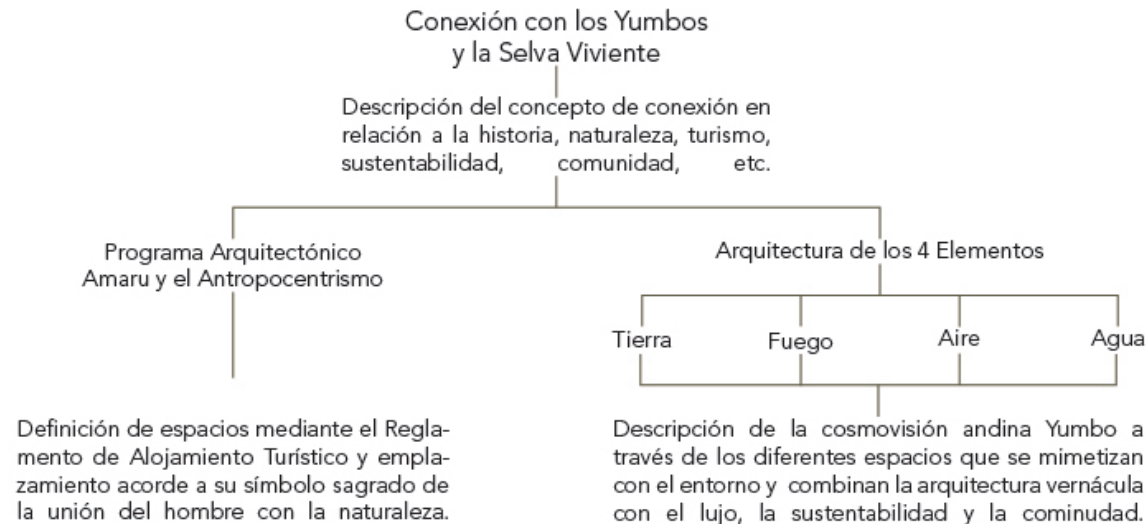 Conexión con los Yumbos
y la Selva Viviente
Descripción del concepto de conexión en
relación a la historia, naturaleza, turismo,
sustentabilidad, comunidad, etc.
Programa Arquitectónico
Amaru y el Antropocentrismo
Arquitectura de los 4 Elementos
Tierra
Fuego
Aire
Agua
Definición de espacios mediante el Regla-
mento de Alojamiento Turístico y empla-
zamiento acorde a su símbolo sagrado de
la unión del hombre con la naturaleza.
Descripción de la cosmovisión andina Yumbo a
través de los diferentes espacios que se mimetizan
con el entorno y combinan la arquitectura vernácula
con el lujo, la sustentabilidad y la cominudad.